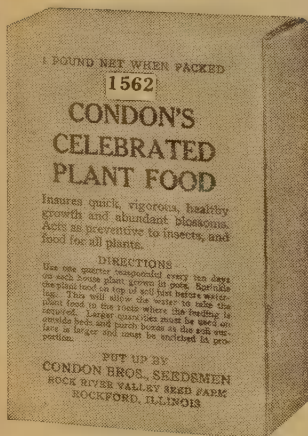 1 POUND NET WHEN PACKED
1562
CONDON'S
CELEBRATED
PLANT FOOD
Insures quick, vigorous, healthy
growth and abundant blossoms.
Acts as preventive to insects, and
food for all plants.
DIRECTIONS
Use one quarter teaspoonful every ten days
on each house plant grown in pots. Sprinkle
the plant food on top of soil just before water-
ing. This will allow the water to take the
plant food to the roots where the feeding is
required. Larger quantities must be used on
outside beds and porch boxes as the soil sur-
face is larger and must be enriched in pro-
portion.
PUT UP BY
CONDON BROS., SEEDSMEN
ROCK RIVER VALLEY SEED FARM
ROCKFORD, ILLINOIS